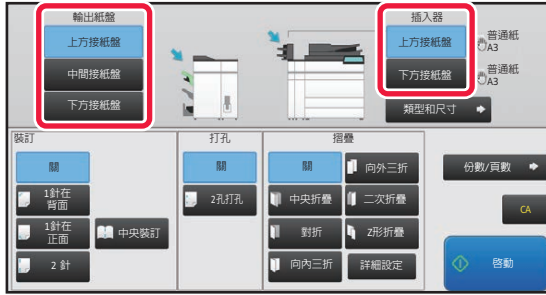 輸出紙盤
上方接紙盤
中間接紙盤
下方接紙盤
插入器
上方接紙盤
普通紙
A3
下方接紙盤
普通紙
A3
類型和尺寸
裝訂
關
1針在
背面
1針在
正面
中央裝訂
2 針
打孔
關
2孔打孔
摺疊
關
向外三折
中央折疊
二次折疊
對折
Z形折疊
向內三折
詳細設定
份數/頁數
CA
啓動